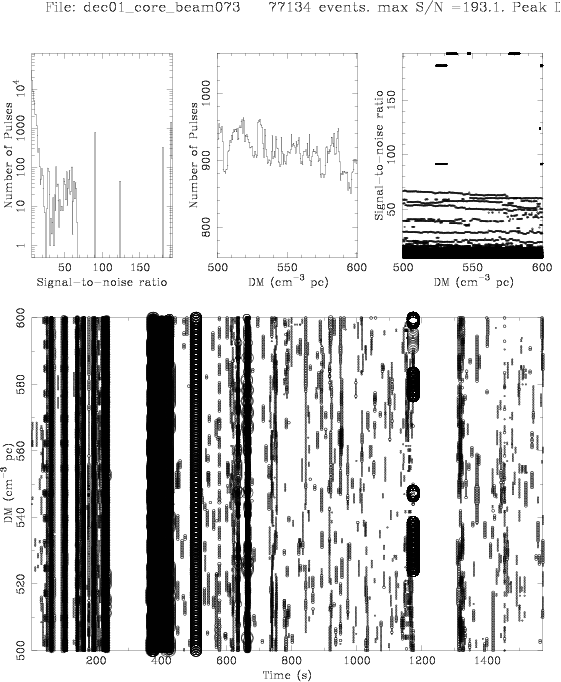 File: dec01_core_beam073 77134 events. max S/N =193.1. Peak D
Number of Pulses
1 10 100 1000 10⁴
50 100 150
Signal-to-noise ratio
Number of Pulses
800 900 1000
500 550 600
DM (cm⁻³ pc)
Signal-to-noise ratio
50 100 150
500 550 600
DM (cm⁻³ pc)
DM (cm⁻³ pc)
600
580
560
540
520
500
200 400 600 800 1000 1200 1400
Time (s)